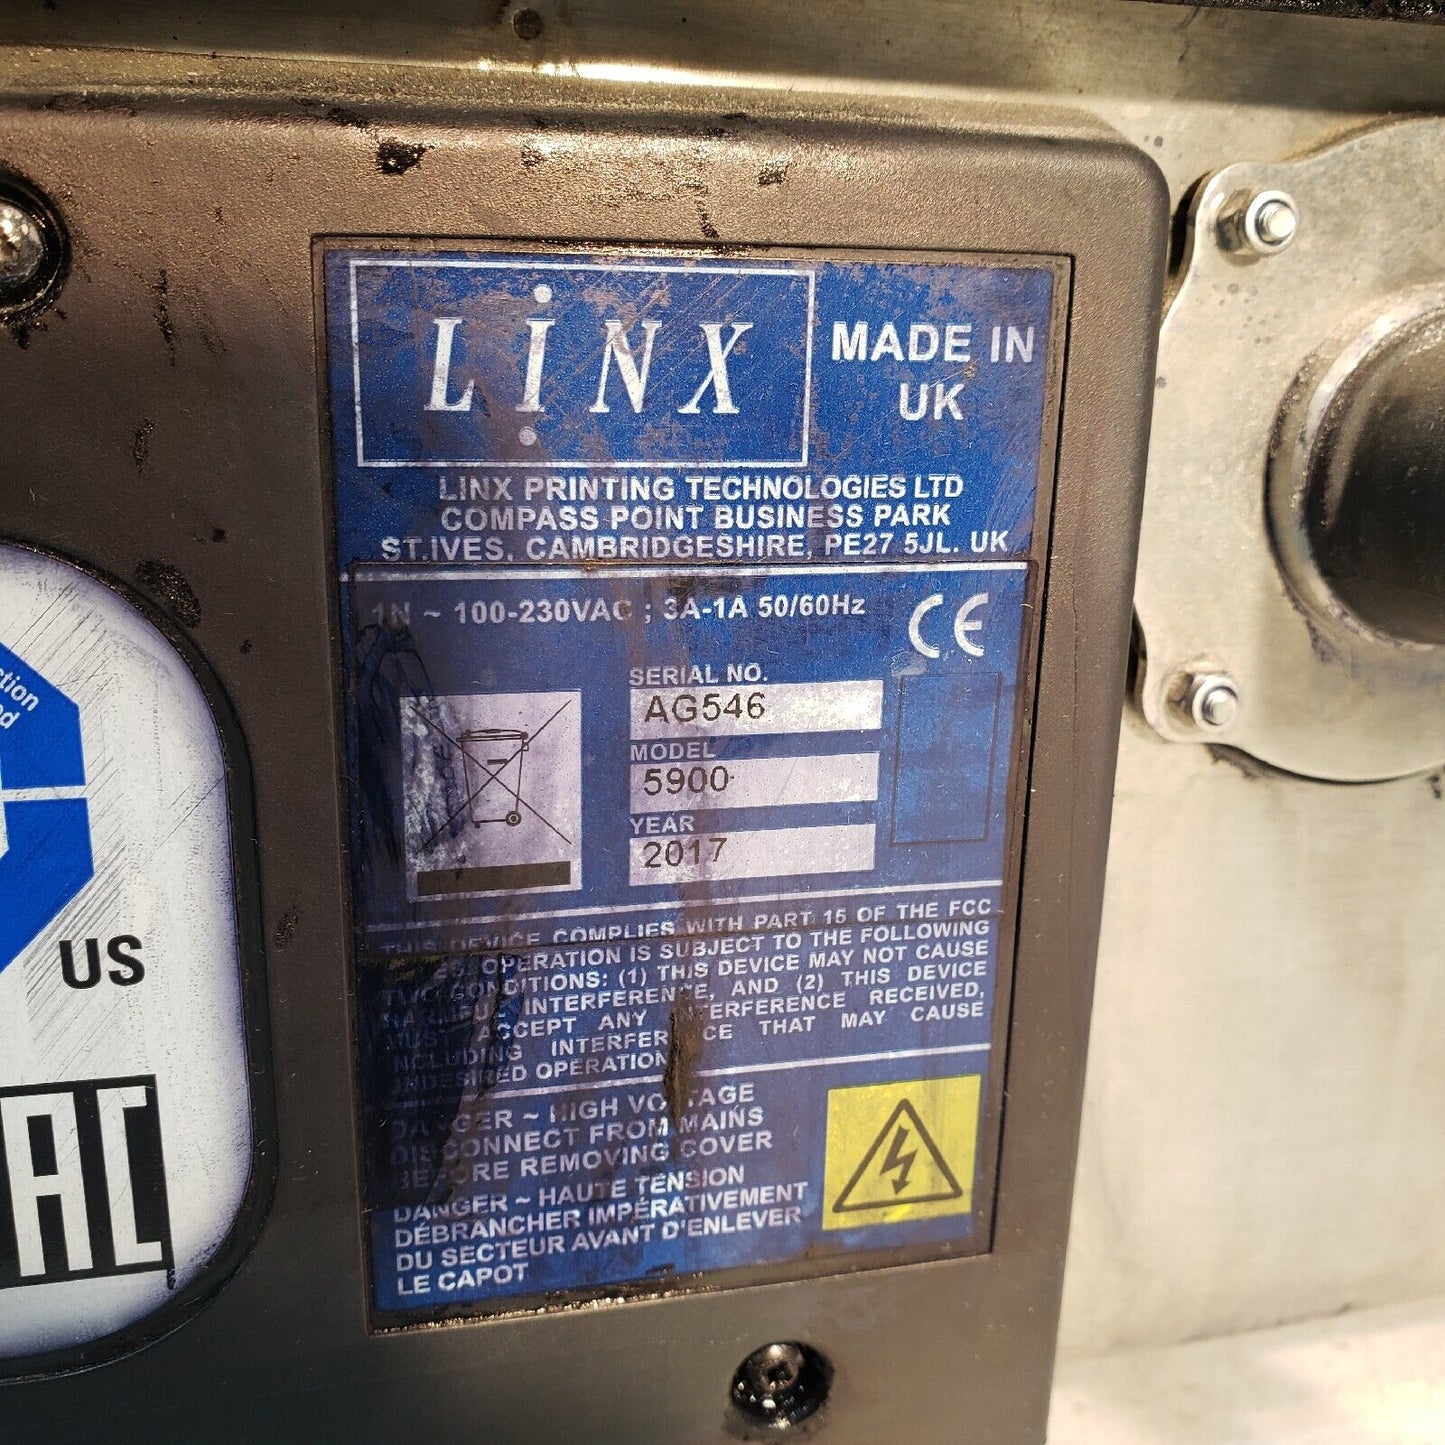 LINX
MADE IN
UK
LINX PRINTING TECHNOLOGIES LTD
COMPASS POINT BUSINESS PARK
ST.IVES, CAMBRIDGESHIRE, PE27 5JL. UK
1N ~ 100-230VAC ; 3A-1A 50/60Hz
CE
SERIAL NO.
AG546
MODEL
5900
YEAR
2017
THIS DEVICE COMPLIES WITH PART 15 OF THE FCC
OPERATION IS SUBJECT TO THE FOLLOWING
TWO CONDITIONS: (1) THIS DEVICE MAY NOT CAUSE
HARMFUL INTERFERENCE, AND (2) THIS DEVICE
MUST ACCEPT ANY INTERFERENCE RECEIVED,
INCLUDING INTERFERENCE THAT MAY CAUSE
UNDESIRED OPERATION
DANGER ~ HIGH VOLTAGE
DISCONNECT FROM MAINS
BEFORE REMOVING COVER
DANGER ~ HAUTE TENSION
DÉBRANCHER IMPÉRATIVEMENT
DU SECTEUR AVANT D'ENLEVER
LE CAPOT
US